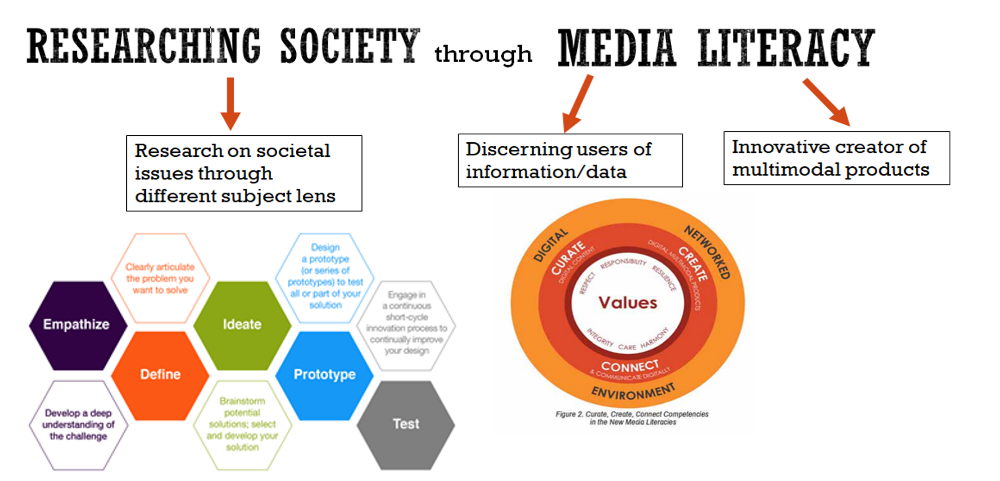 RESEARCHING SOCIETY through MEDIA LITERACY
Research on societal
issues through
different subject lens
Discerning users of
information/data
Innovative creator of
multimodal products
Empathize
Develop a deep
understanding of
the challenge
Clearly articulate
the problem you
want to solve
Define
Ideate
Brainstorm
potential
solutions; select
and develop your
solution
Design
a prototype
(or series of
prototypes) to test
all or part of your
solution
Prototype
Engage in
a continuous
short-cycle
innovation process to
continually improve
your design
Test
DIGITAL
NETWORKED
ENVIRONMENT
CURATE
DIGITAL CONTENT
CREATE
DIGITAL MULTIMODAL PRODUCTS
CONNECT
& COMMUNICATE DIGITALLY
RESPECT RESPONSIBILITY RESILIENCE
Values
INTEGRITY CARE HARMONY
Figure 2. Curate, Create, Connect Competencies
in the New Media Literacies